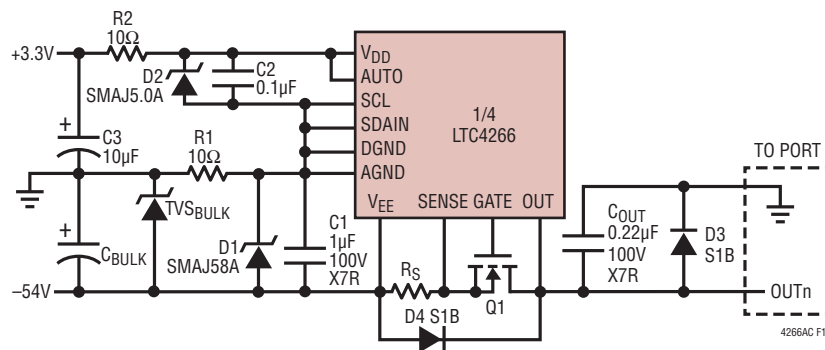 R2
10Ω
+3.3V
D2
SMAJ5.0A
C2
0.1µF
VDD
AUTO
SCL
SDAIN
DGND
AGND
1/4
LTC4266
VEE
SENSE GATE OUT
+
C3
10µF
R1
10Ω
TVSBULK
+
CBULK
D1
SMAJ58A
C1
1µF
100V
X7R
–54V
RS
Q1
D4 S1B
COUT
0.22µF
100V
X7R
D3
S1B
TO PORT
OUTn
4266AC F1